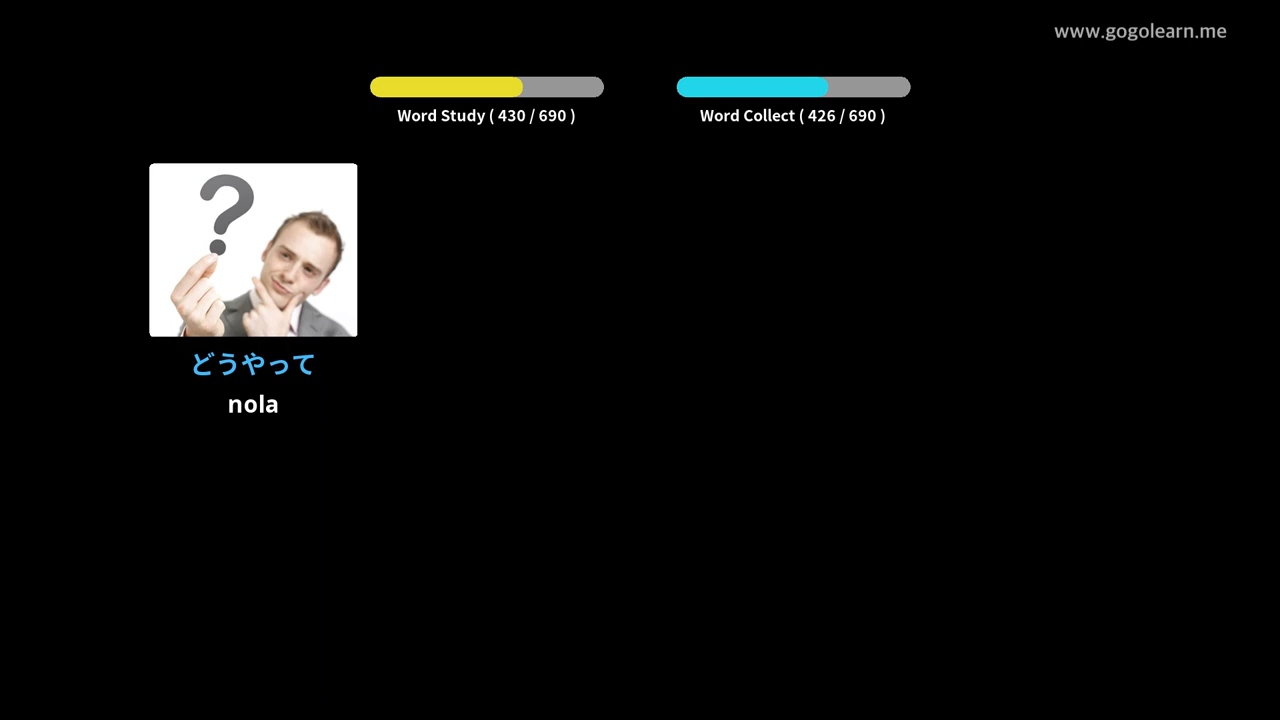 www.gogolearn.me
Word Study ( 430 / 690 )
Word Collect ( 426 / 690 )
?
どうやって
nola